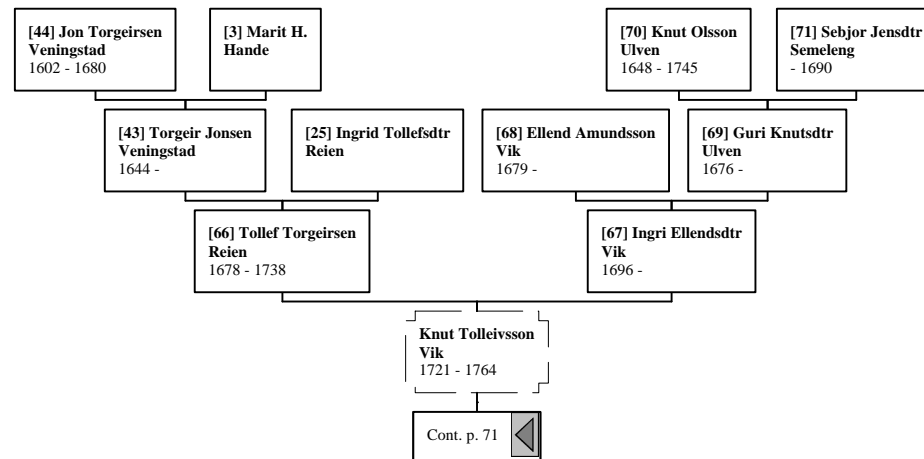 [44] Jon Torgeirsen
Veningstad
1602 - 1680
[3] Marit H.
Hande
[70] Knut Olsson
Ulven
1648 - 1745
[71] Sebjor Jensdtr
Semeleng
- 1690
[43] Torgeir Jonsen
Veningstad
1644 -
[25] Ingrid Tollefsdtr
Reien
[68] Ellend Amundsson
Vik
1679 -
[69] Guri Knutsdtr
Ulven
1676 -
[66] Tollef Torgeirsen
Reien
1678 - 1738
[67] Ingri Ellendsdtr
Vik
1696 -
Knut Tolleivsson
Vik
1721 - 1764
Cont. p. 71